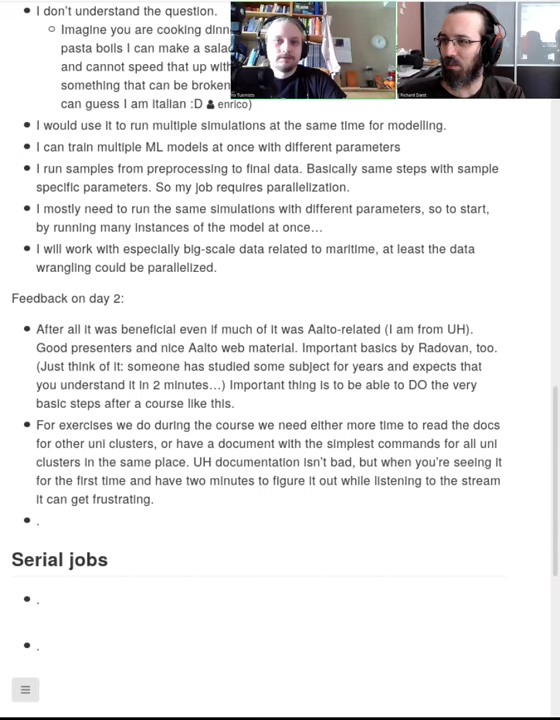 I don't understand the question.
Imagine you are cooking dinn
pasta boils I can make a salad
and cannot speed that up with
something that can be broken
can guess I am italian :D enrico)
I would use it to run multiple simulations at the same time for modelling.
I can train multiple ML models at once with different parameters
I run samples from preprocessing to final data. Basically same steps with sample
specific parameters. So my job requires parallelization.
I mostly need to run the same simulations with different parameters, so to start,
by running many instances of the model at once…
I will work with especially big-scale data related to maritime, at least the data
wrangling could be parallelized.
Feedback on day 2:
After all it was beneficial even if much of it was Aalto-related (I am from UH).
Good presenters and nice Aalto web material. Important basics by Radovan, too.
(Just think of it: someone has studied some subject for years and expects that
you understand it in 2 minutes…) Important thing is to be able to DO the very
basic steps after a course like this.
For exercises we do during the course we need either more time to read the docs
for other uni clusters, or have a document with the simplest commands for all uni
clusters in the same place. UH documentation isn't bad, but when you're seeing it
for the first time and have two minutes to figure it out while listening to the stream
it can get frustrating.
.
Serial jobs
.
.